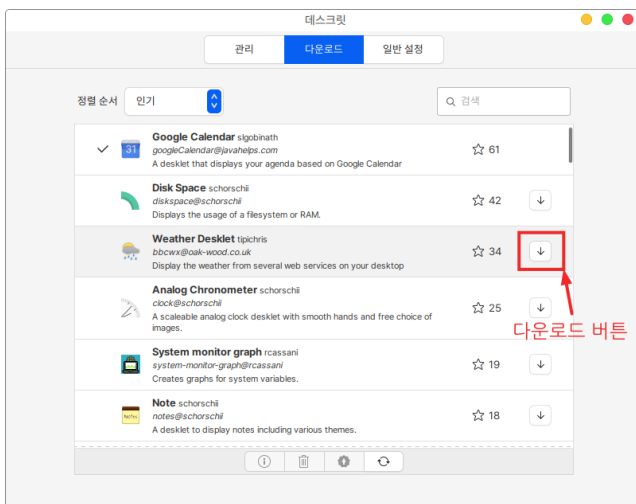 데스크릿
관리 다운로드 일반 설정
정렬 순서 인기 검색
Google Calendar slgobinath
31 googleCalendar@javahelps.com ☆ 61
A desklet that displays your agenda based on Google Calendar
Disk Space schorschii
diskspace@schorschii ☆ 42
Displays the usage of a filesystem or RAM.
Weather Desklet tipichris
bbcwx@oak-wood.co.uk ☆ 34
Display the weather from several web services on your desktop
Analog Chronometer schorschii
clock@schorschii ☆ 25
A scaleable analog clock desklet with smooth hands and free choice of
images.
다운로드 버튼
System monitor graph rcassani
system-monitor-graph@rcassani ☆ 19
Creates graphs for system variables.
Note schorschii
Notes notes@schorschii ☆ 18
A desklet to display notes including various themes.